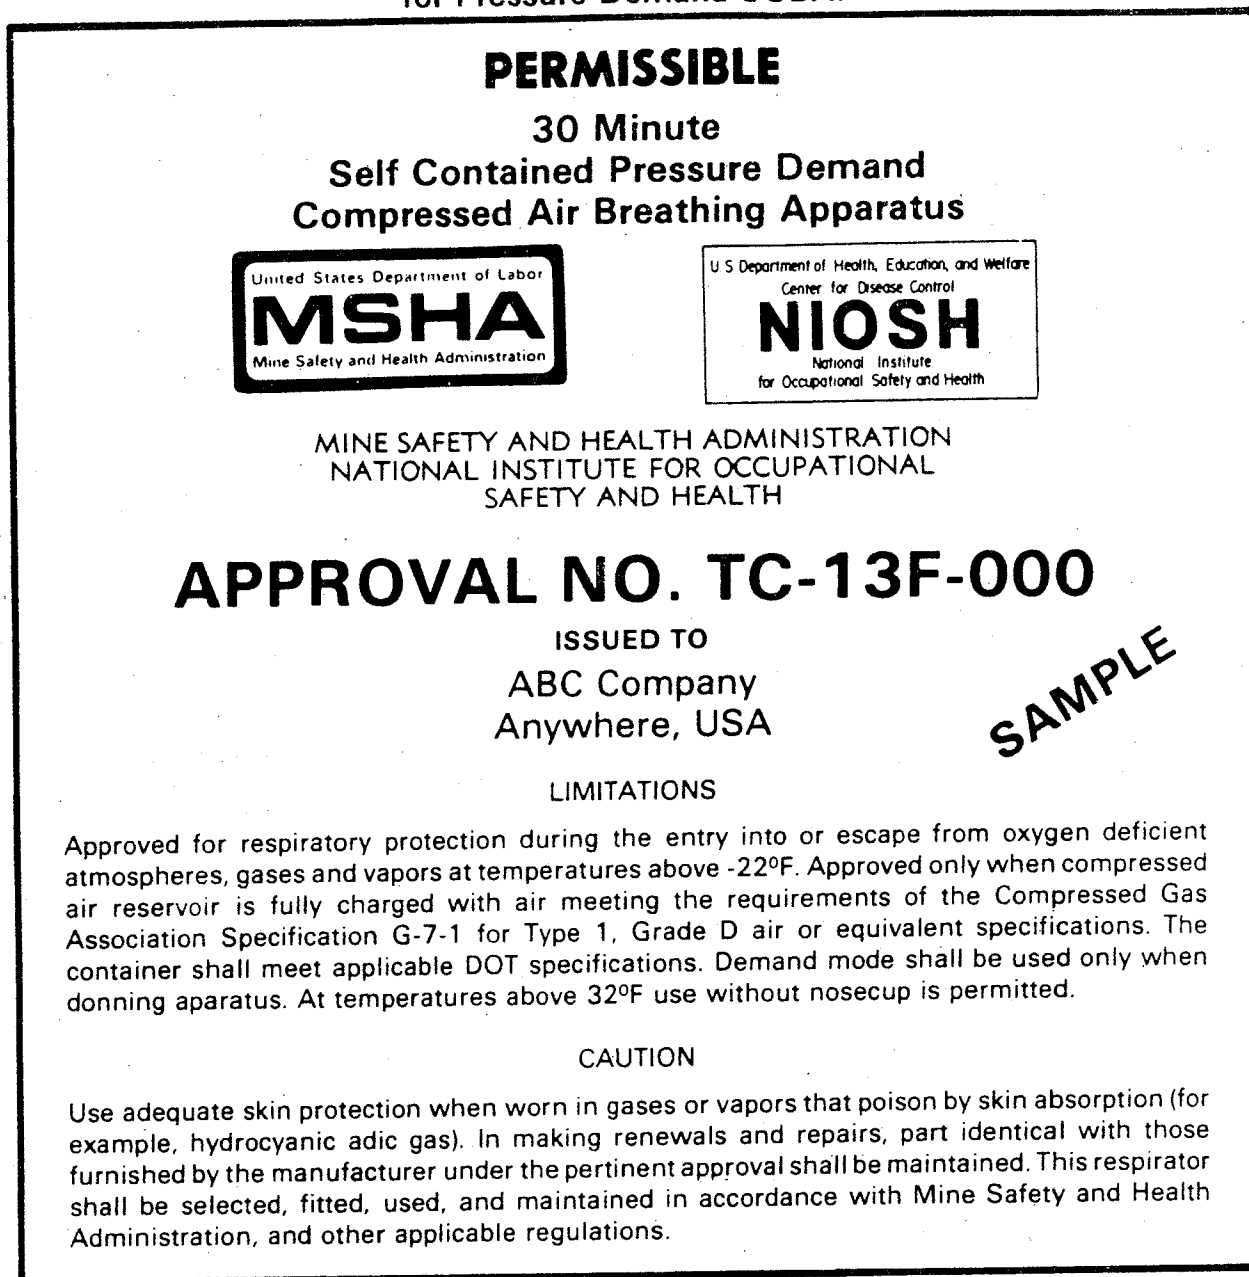 for Pressure Demand
PERMISSIBLE
30 Minute
Self Contained Pressure Demand
Compressed Air Breathing Apparatus
United States Department of Labor
MSHA
Mine Safety and Health Administration
U S Department of Health, Education, and Welfare
Center for Disease Control
NIOSH
National Institute
for Occupational Safety and Health
MINE SAFETY AND HEALTH ADMINISTRATION
NATIONAL INSTITUTE FOR OCCUPATIONAL
SAFETY AND HEALTH
APPROVAL NO. TC-13F-000
ISSUED TO
ABC Company
Anywhere, USA
SAMPLE
LIMITATIONS
Approved for respiratory protection during the entry into or escape from oxygen deficient
atmospheres, gases and vapors at temperatures above -22ºF. Approved only when compressed
air reservoir is fully charged with air meeting the requirements of the Compressed Gas
Association Specification G-7-1 for Type 1, Grade D air or equivalent specifications. The
container shall meet applicable DOT specifications. Demand mode shall be used only when
donning aparatus. At temperatures above 32ºF use without nosecup is permitted.
CAUTION
Use adequate skin protection when worn in gases or vapors that poison by skin absorption (for
example, hydrocyanic adic gas). In making renewals and repairs, part identical with those
furnished by the manufacturer under the pertinent approval shall be maintained. This respirator
shall be selected, fitted, used, and maintained in accordance with Mine Safety and Health
Administration, and other applicable regulations.